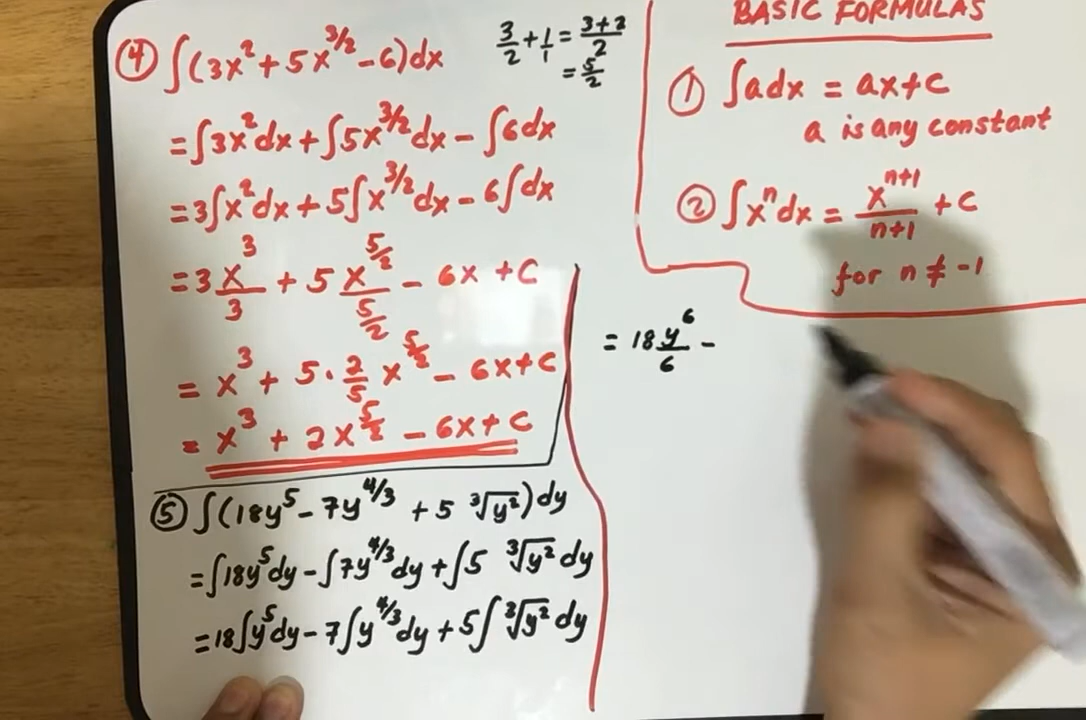 ④ ∫(3x² + 5x^{3/2} - 6)dx
= ∫3x²dx + ∫5x^{3/2}dx - ∫6dx
= 3∫x²dx + 5∫x^{3/2}dx - 6∫dx
= 3 x³/3 + 5 x^{5/2}/(5/2) - 6x + C
= x³ + 5 · 2/5 x^{5/2} - 6x + C
= x³ + 2x^{5/2} - 6x + C
3/2 + 1/1 = (3+2)/2
= 5/2
⑤ ∫(18y⁵ - 7y^{4/3} + 5 ∛y²)dy
= ∫18y⁵dy - ∫7y^{4/3}dy + ∫5 ∛y² dy
= 18∫y⁵dy - 7∫y^{4/3}dy + 5∫∛y² dy
BASIC FORMULAS
① ∫adx = ax + C
a is any constant
② ∫xⁿdx = x^{n+1}/(n+1) + C
for n ≠ -1
= 18 y⁶/6 -